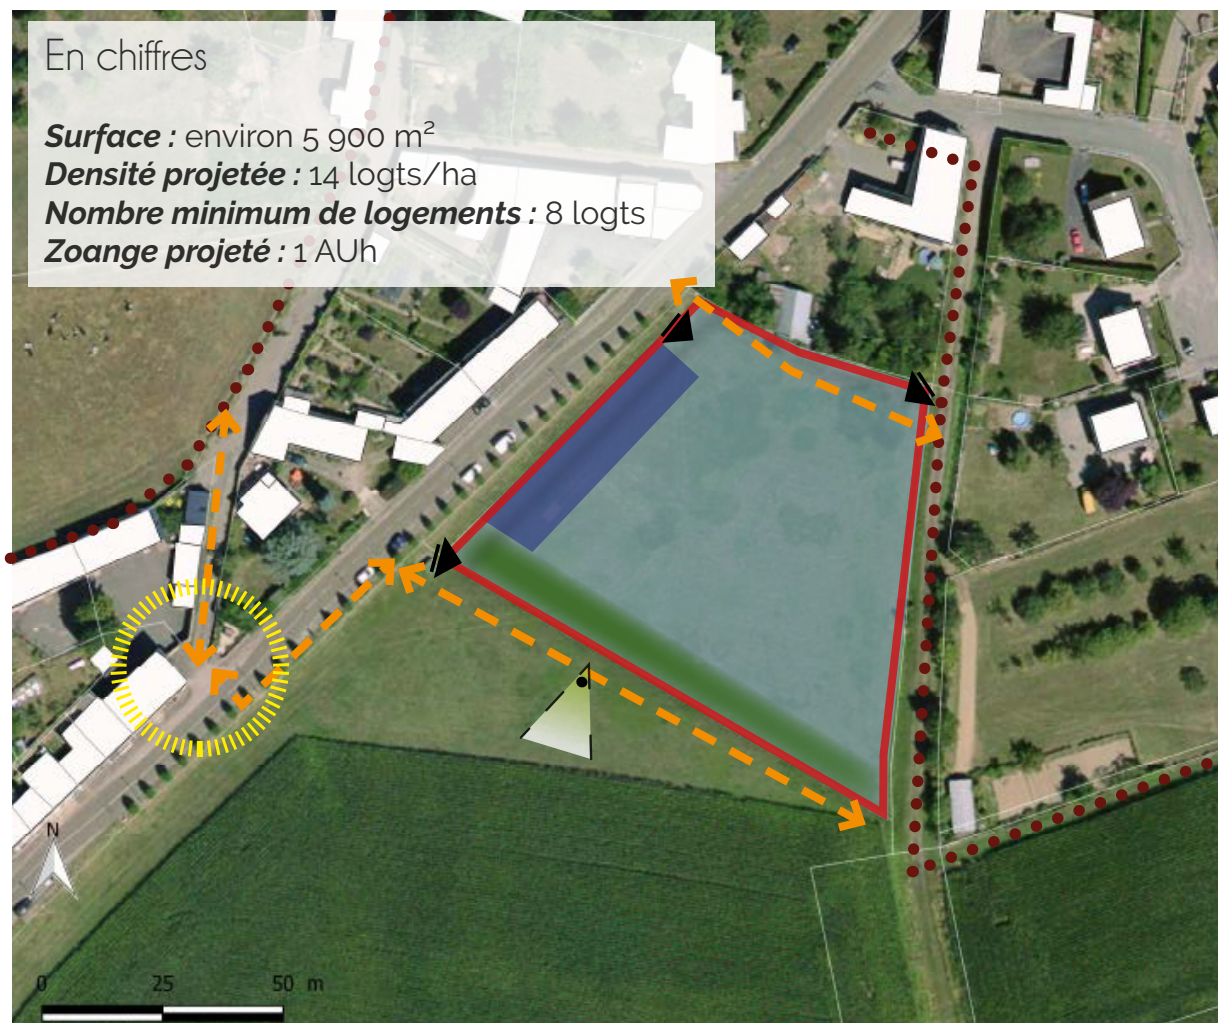 En chiffres
Surface : environ 5 900 m²
Densité projetée : 14 logts/ha
Nombre minimum de logements : 8 logts
Zoange projeté : 1 AUh
N
0 25 50 m